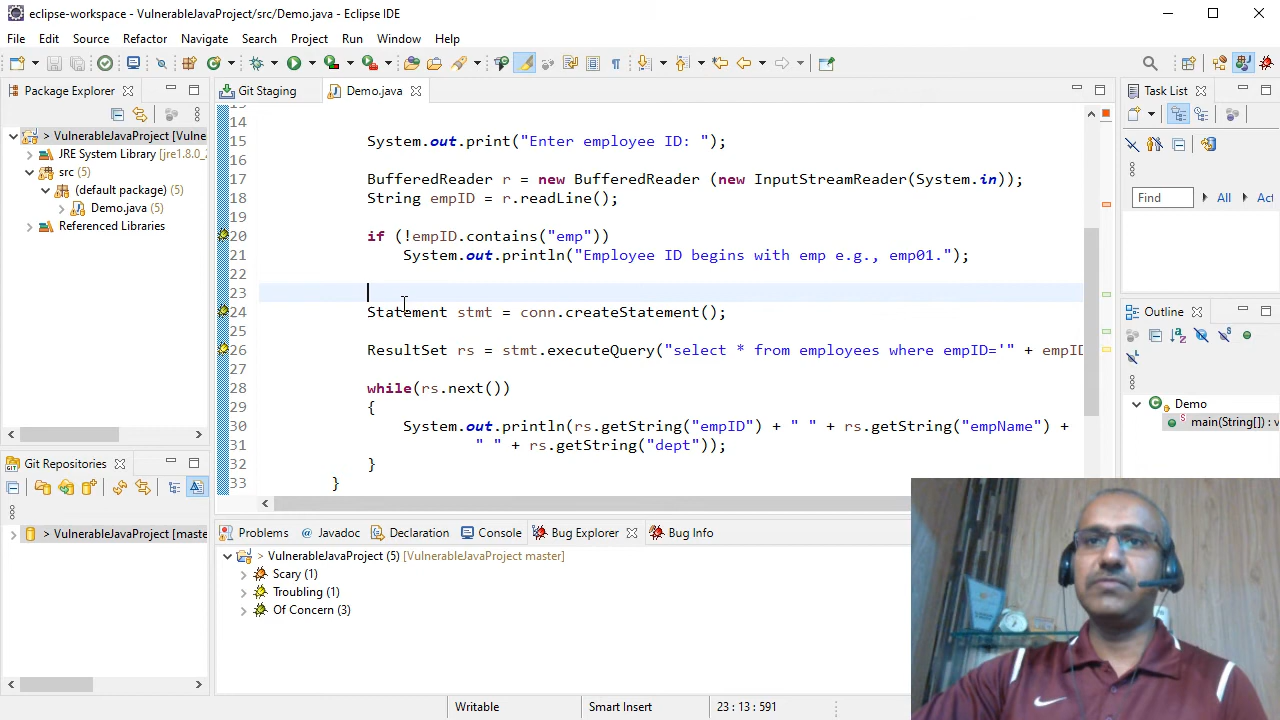 eclipse-workspace - VulnerableJavaProject/src/Demo.java - Eclipse IDE
File Edit Source Refactor Navigate Search Project Run Window Help
Package Explorer
> VulnerableJavaProject [Vulne
JRE System Library [jre1.8.0_2
src (5)
(default package) (5)
Demo.java (5)
Referenced Libraries
Git Repositories
> VulnerableJavaProject [maste
Git Staging
Demo.java
14
15 System.out.print("Enter employee ID: ");
16
17 BufferedReader r = new BufferedReader (new InputStreamReader(System.in));
18 String empID = r.readLine();
19
20 if (!empID.contains("emp"))
21 System.out.println("Employee ID begins with emp e.g., emp01.");
22
23
24 Statement stmt = conn.createStatement();
25
26 ResultSet rs = stmt.executeQuery("select * from employees where empID='" + empID
27
28 while(rs.next())
29 {
30 System.out.println(rs.getString("empID") + " " + rs.getString("empName") +
31 " " + rs.getString("dept"));
32 }
33 }
Problems
@ Javadoc
Declaration
Console
Bug Explorer
Bug Info
> VulnerableJavaProject (5) [VulnerableJavaProject master]
Scary (1)
Troubling (1)
Of Concern (3)
Task List
Find
All
Outline
Demo
main(String[]) : v
Writable
Smart Insert
23 : 13 : 591